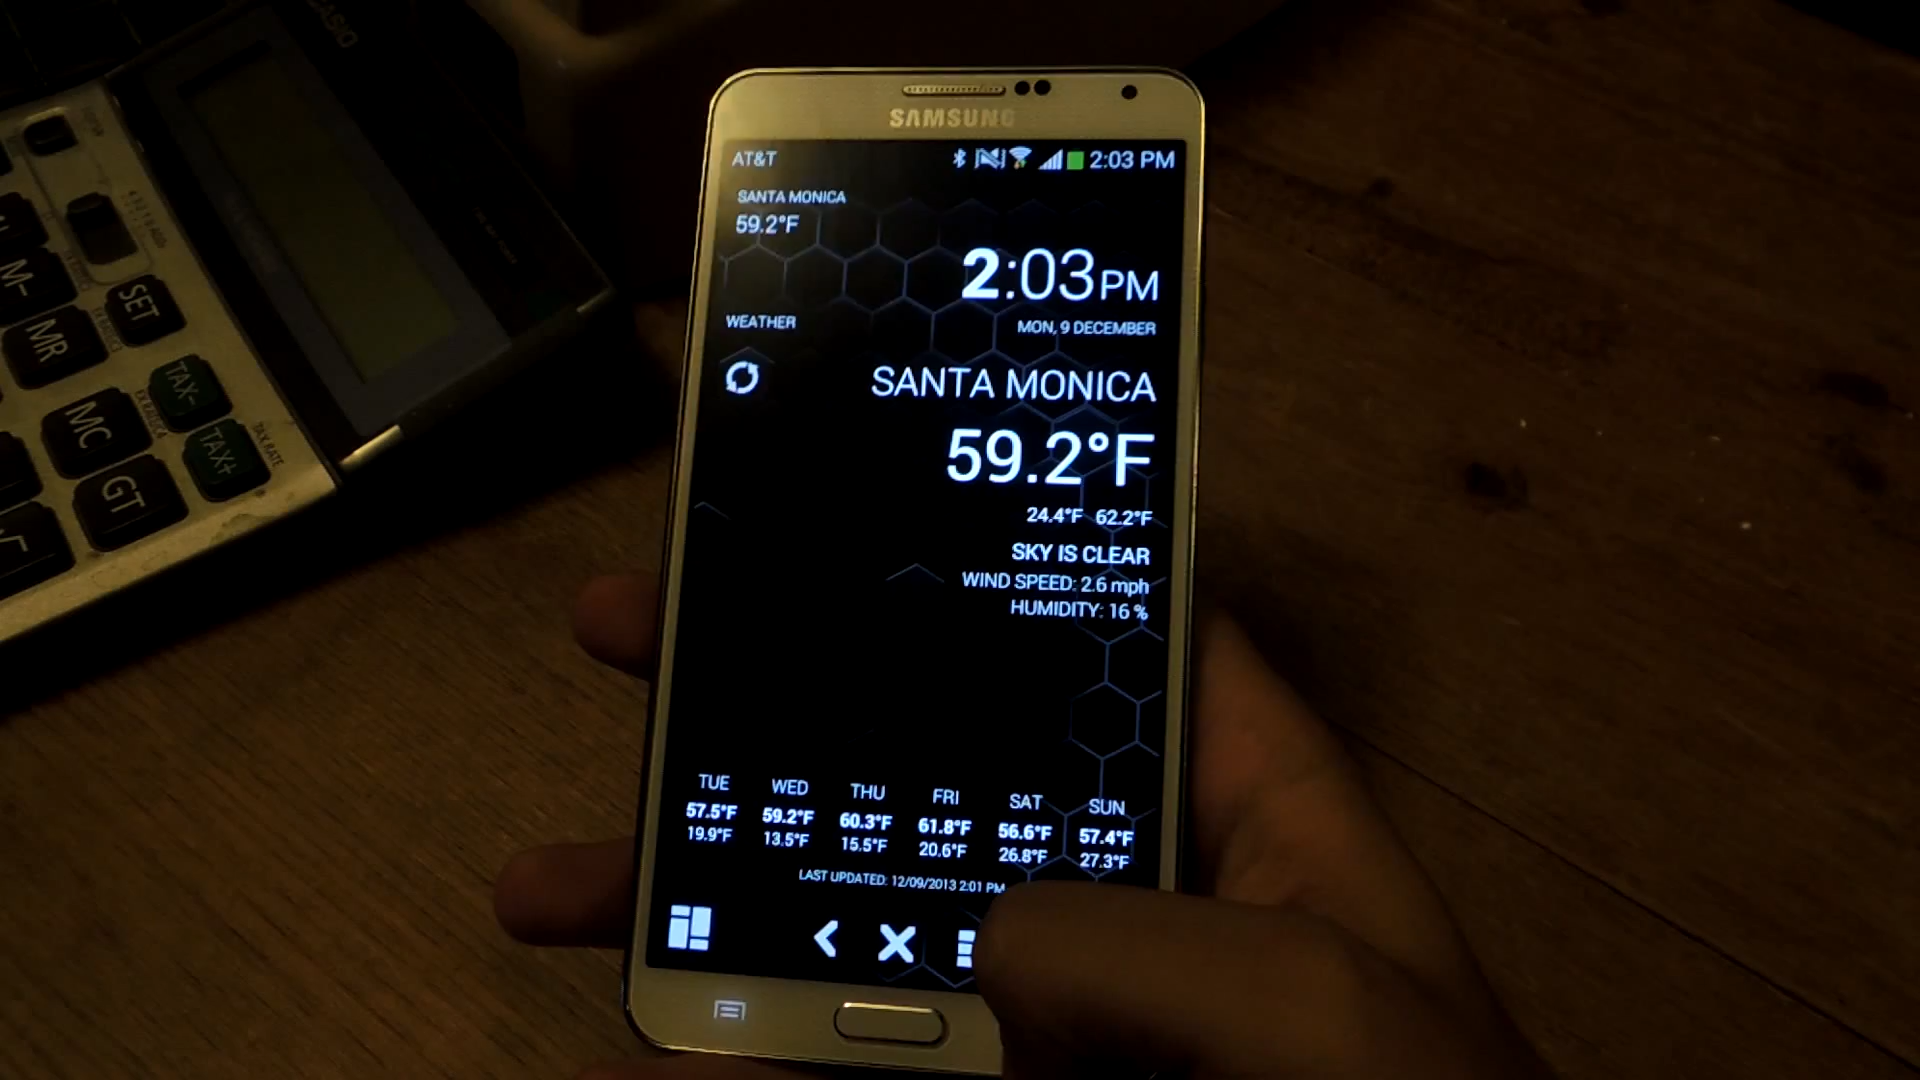 CASIO
SET
M-
MR
TAX-
MC
TAX+
TAX RATE
GT
SAMSUNG
AT&T 2:03 PM
SANTA MONICA
59.2°F
2:03PM
WEATHER
MON, 9 DECEMBER
SANTA MONICA
59.2°F
24.4°F 62.2°F
SKY IS CLEAR
WIND SPEED: 2.6 mph
HUMIDITY: 16 %
TUE WED THU FRI SAT SUN
57.5°F 59.2°F 60.3°F 61.8°F 56.6°F 57.4°F
19.9°F 13.5°F 15.5°F 20.6°F 26.8°F 27.3°F
LAST UPDATED: 12/09/2013 2:01 PM